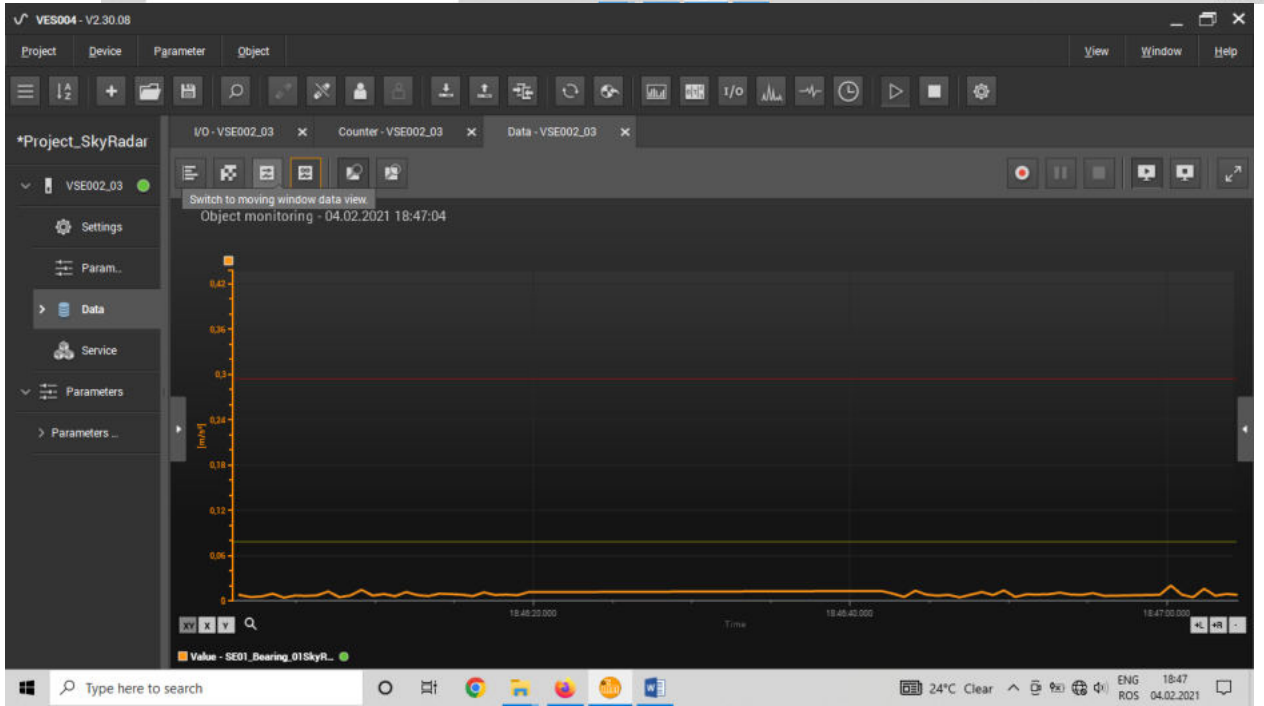 VES004 - V2.30.08
Project Device Parameter Object View Window Help
I/O
*Project_SkyRadar
I/O - VSE002_03 Counter - VSE002_03 Data - VSE002_03
VSE002_03
Switch to moving window data view.
Object monitoring - 04.02.2021 18:47:04
Settings
Param..
Data
Service
Parameters
Parameters ..
0,42
0,36
0,3
0,24
[m/s²]
0,18
0,12
0,06
0
18:46:20.000 18:46:42.000 18:47:00.000
Time
XY X Y +L +R -
Value - SE01_Bearing_01SkyR...
Type here to search
24°C Clear
ENG 18:47
ROS 04.02.2021